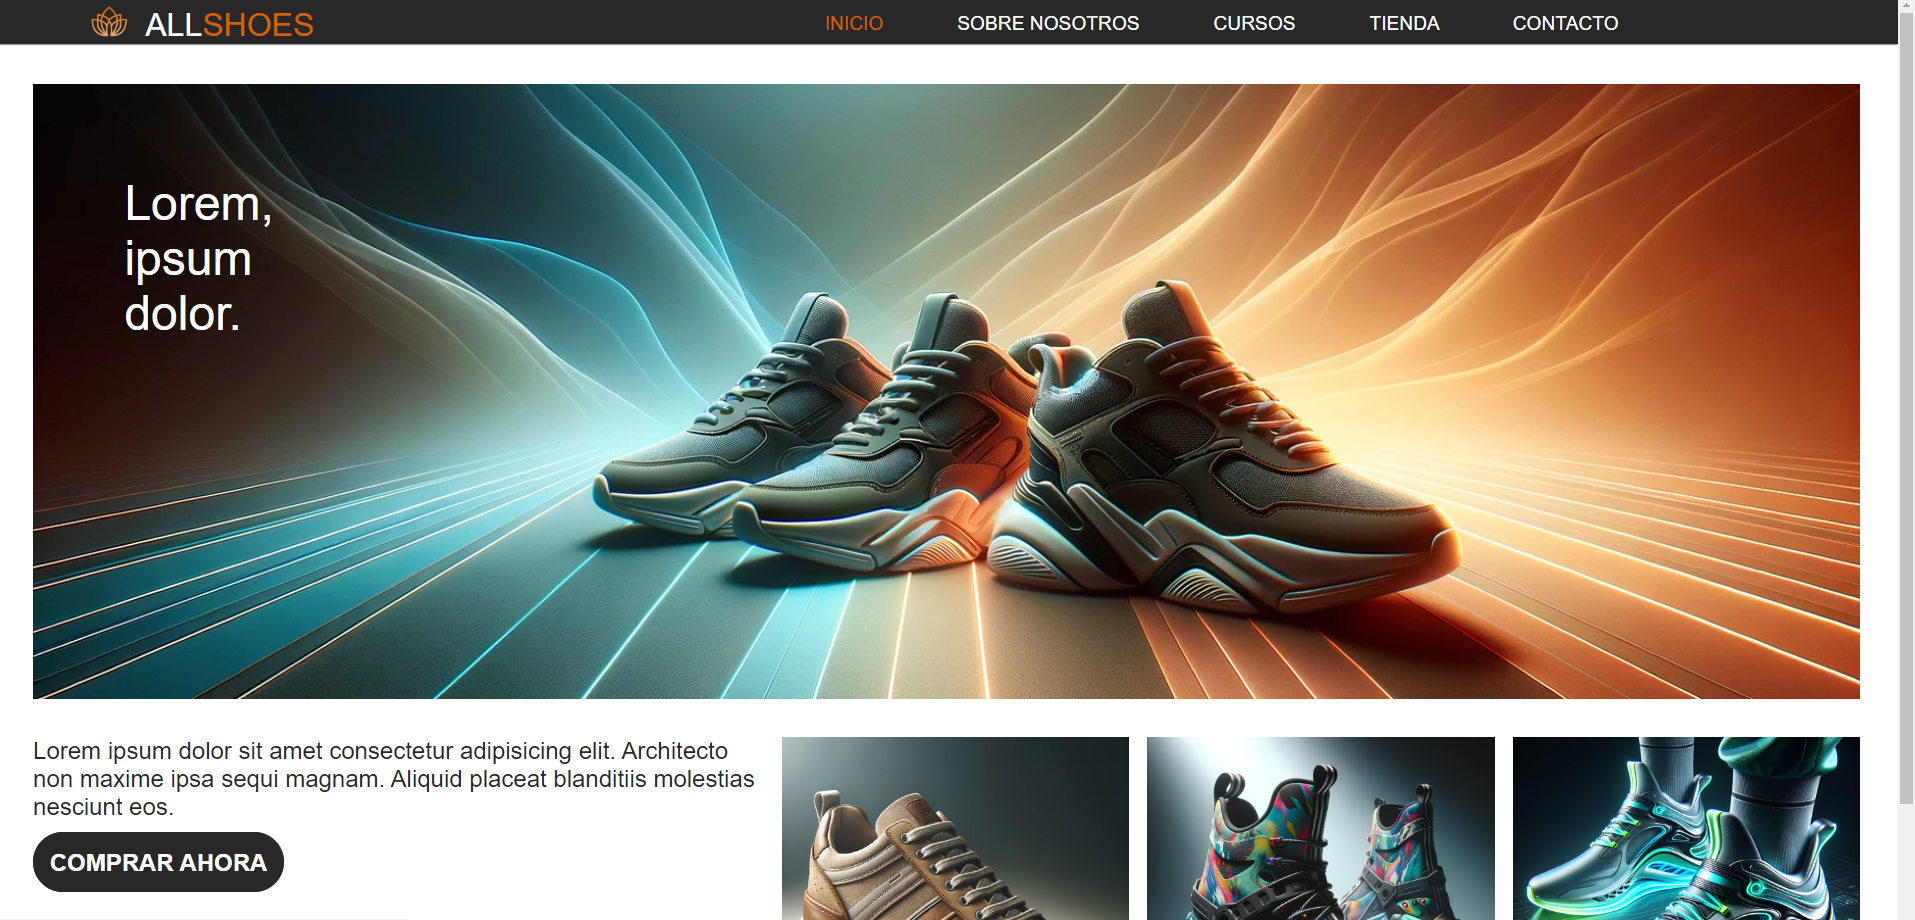 ALLSHOES
INICIO SOBRE NOSOTROS CURSOS TIENDA CONTACTO
Lorem,
ipsum
dolor.
Lorem ipsum dolor sit amet consectetur adipisicing elit. Architecto
non maxime ipsa sequi magnam. Aliquid placeat blanditiis molestias
nesciunt eos.
COMPRAR AHORA